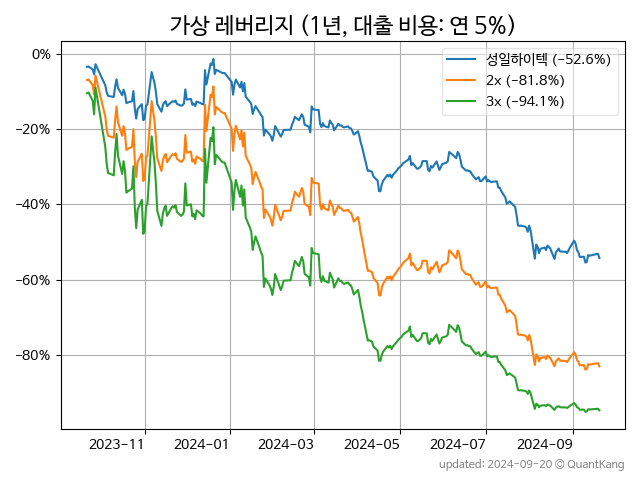 가상 레버리지 (1년, 대출 비용: 연 5%)
성일하이텍 (−52.6%)
2x (−81.8%)
3x (−94.1%)
0%
−20%
−40%
−60%
−80%
2023−11 2024−01 2024−03 2024−05 2024−07 2024−09
updated: 2024-09-20 © QuantKang